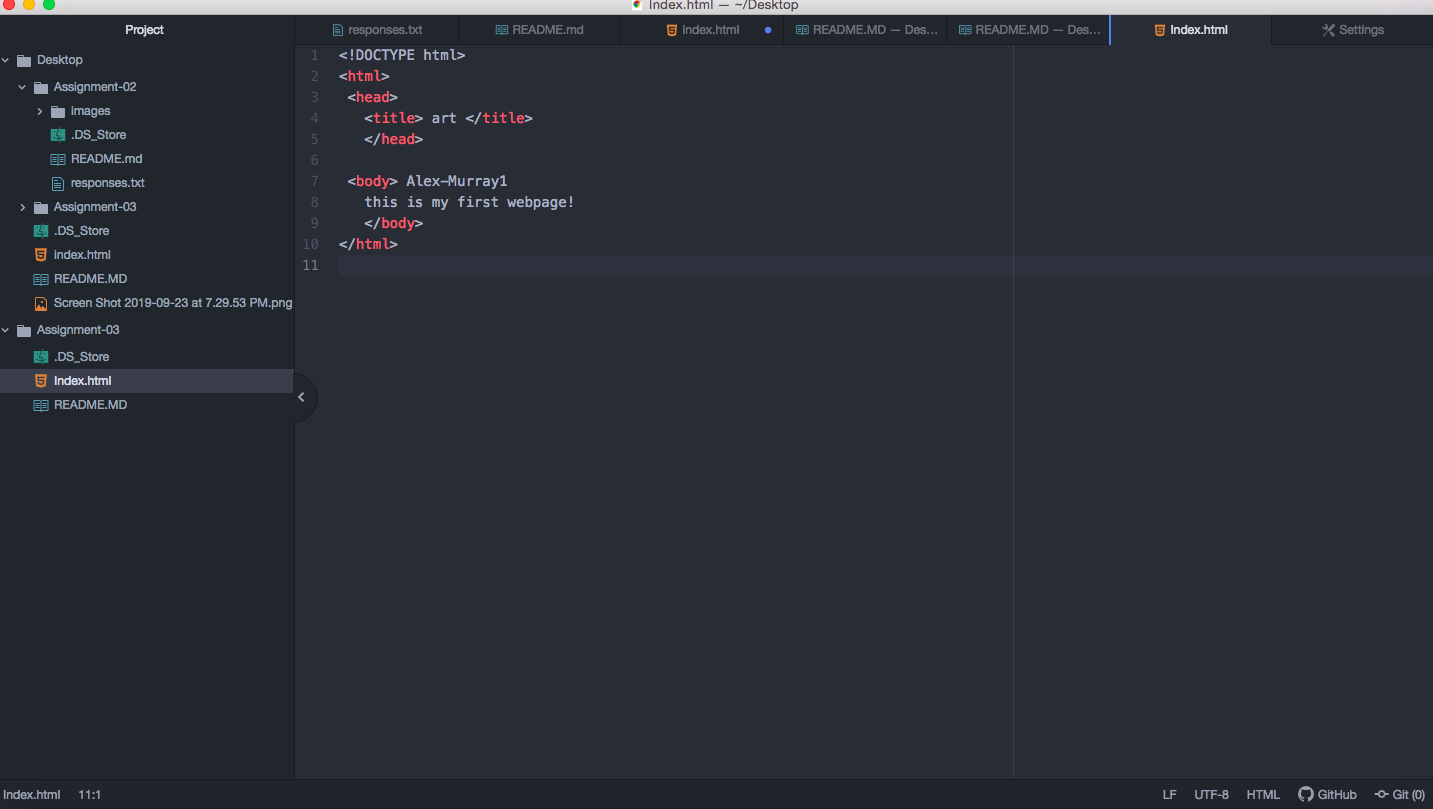 Index.html — ~/Desktop
Project
responses.txt
README.md
index.html
README.MD — Des...
README.MD — Des...
Index.html
Settings
Desktop
Assignment-02
images
.DS_Store
README.md
responses.txt
Assignment-03
.DS_Store
index.html
README.MD
Screen Shot 2019-09-23 at 7.29.53 PM.png
Assignment-03
.DS_Store
Index.html
README.MD
1 <!DOCTYPE html>
2 <html>
3 <head>
4 <title> art </title>
5 </head>
6
7 <body> Alex-Murray1
8 this is my first webpage!
9 </body>
10 </html>
11
Index.html 11:1 LF UTF-8 HTML GitHub Git (0)